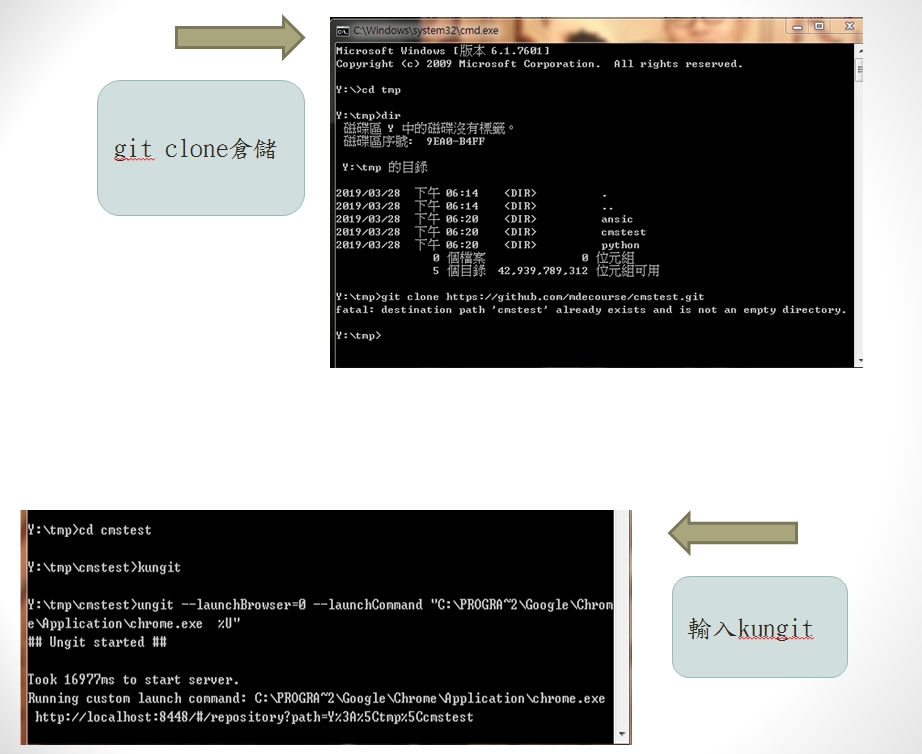 git clone倉儲
C:\Windows\system32\cmd.exe
Microsoft Windows [版本 6.1.7601]
Copyright (c) 2009 Microsoft Corporation.  All rights reserved.
Y:\>cd tmp
Y:\tmp>dir
磁碟區 Y 中的磁碟沒有標籤。
磁碟區序號:  9EA0-B4FF
Y:\tmp 的目錄
2019/03/28  下午 06:14    <DIR>          .
2019/03/28  下午 06:14    <DIR>          ..
2019/03/28  下午 06:20    <DIR>          ansic
2019/03/28  下午 06:20    <DIR>          cmstest
2019/03/28  下午 06:20    <DIR>          python
0 個檔案               0 位元組
5 個目錄  42,939,789,312 位元組可用
Y:\tmp>git clone https://github.com/mdecourse/cmstest.git
fatal: destination path 'cmstest' already exists and is not an empty directory.
Y:\tmp>
Y:\tmp>cd cmstest
Y:\tmp\cmstest>kungit
Y:\tmp\cmstest>ungit --launchBrowser=0 --launchCommand "C:\PROGRA~2\Google\Chrom
e\Application\chrome.exe  %U"
## Ungit started ##
Took 16977ms to start server.
Running custom launch command: C:\PROGRA~2\Google\Chrome\Application\chrome.exe
http://localhost:8448/#/repository?path=Y%3A%5Ctmp%5Ccmstest
輸入kungit